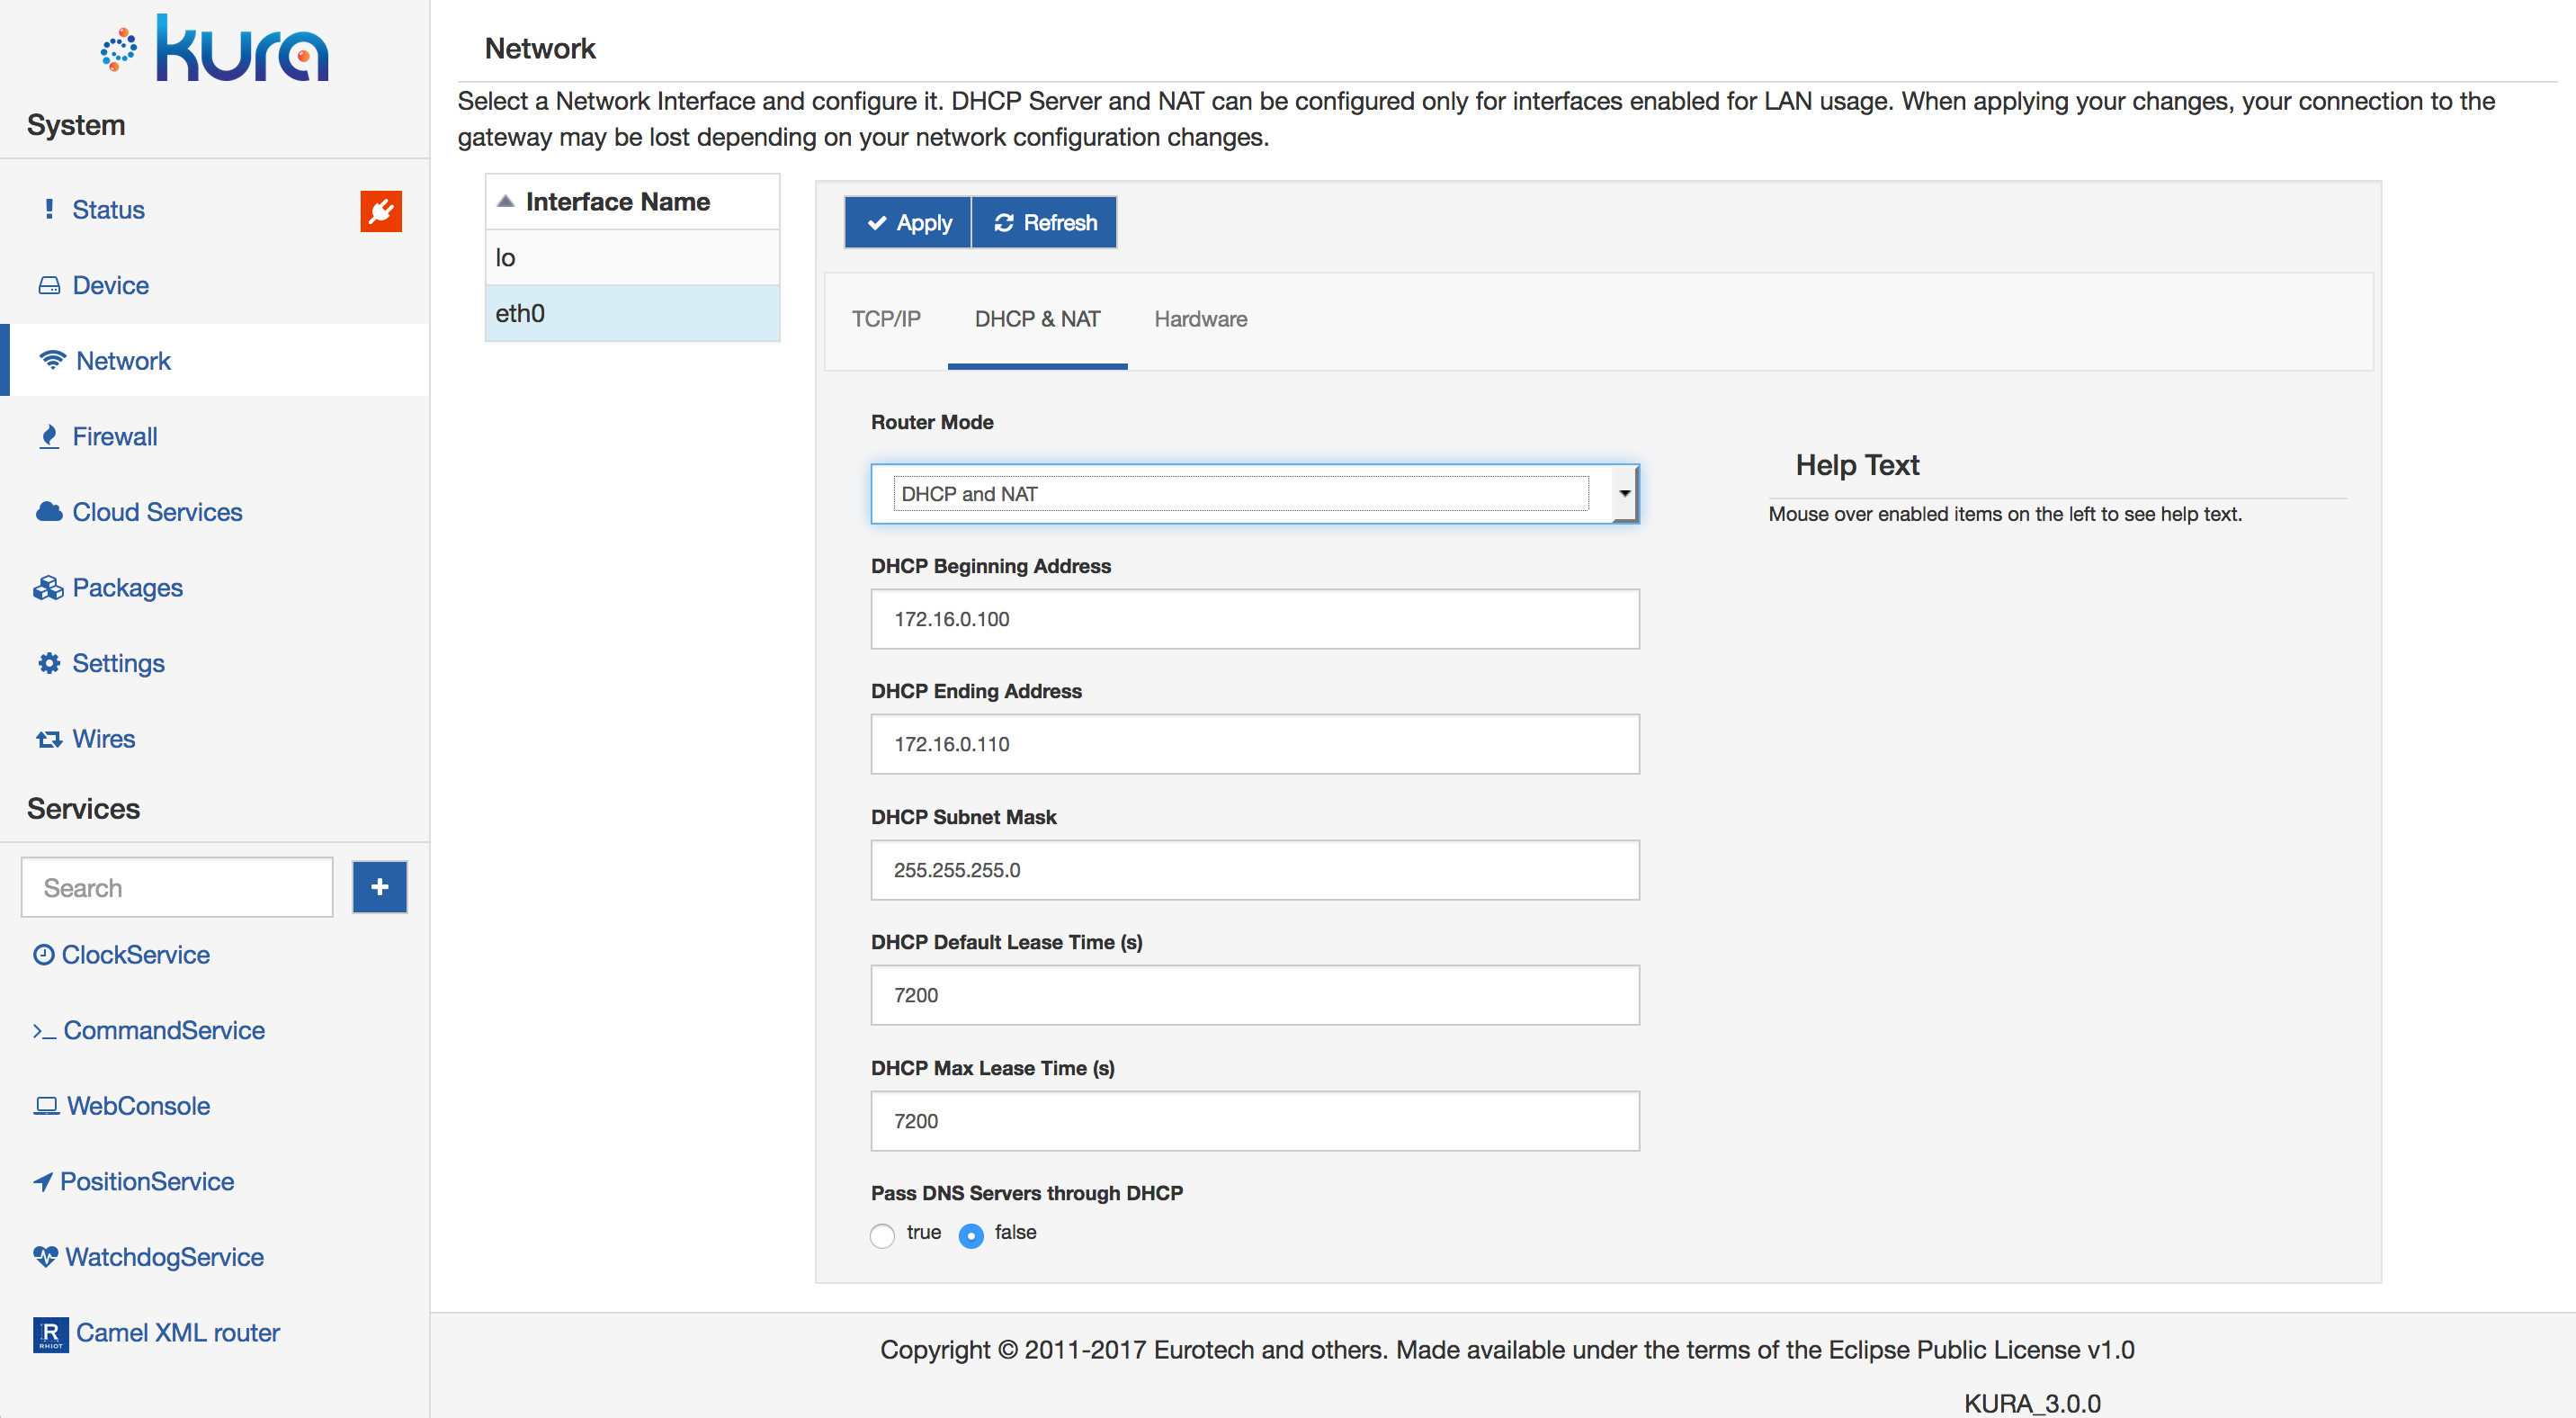 kura
System
Status
Device
Network
Firewall
Cloud Services
Packages
Settings
Wires
Services
Search
ClockService
CommandService
WebConsole
PositionService
WatchdogService
R
RHIOT
Camel XML router
Network
Select a Network Interface and configure it. DHCP Server and NAT can be configured only for interfaces enabled for LAN usage. When applying your changes, your connection to the
gateway may be lost depending on your network configuration changes.
Interface Name
lo
eth0
Apply Refresh
TCP/IP DHCP & NAT Hardware
Router Mode
DHCP and NAT
DHCP Beginning Address
172.16.0.100
DHCP Ending Address
172.16.0.110
DHCP Subnet Mask
255.255.255.0
DHCP Default Lease Time (s)
7200
DHCP Max Lease Time (s)
7200
Pass DNS Servers through DHCP
true false
Help Text
Mouse over enabled items on the left to see help text.
Copyright © 2011-2017 Eurotech and others. Made available under the terms of the Eclipse Public License v1.0
KURA_3.0.0